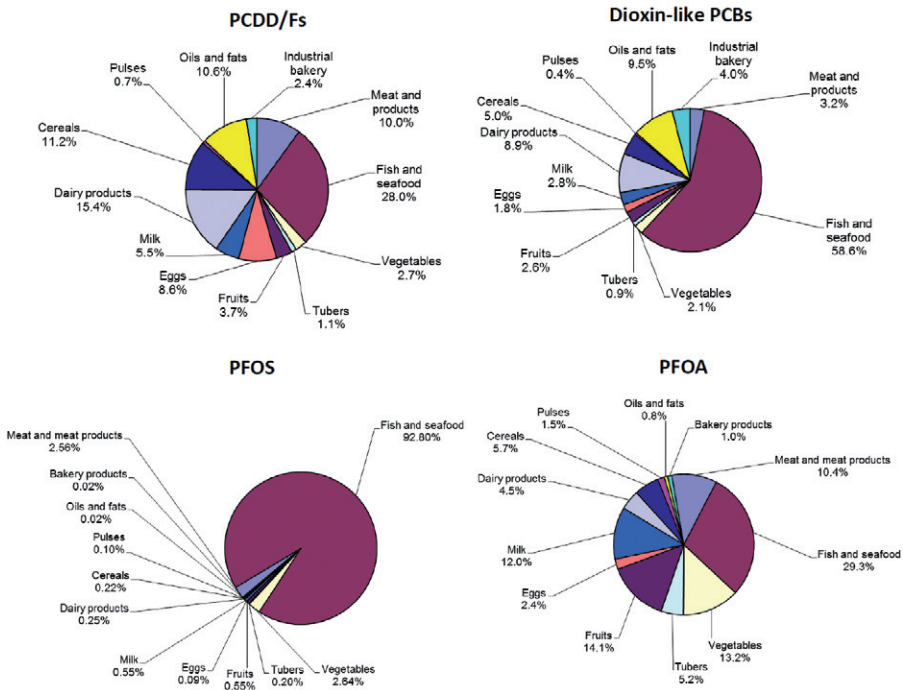 PCDD/Fs
Oils and fats
10.6%
Industrial
bakery
2.4%
Pulses
0.7%
Meat and
products
10.0%
Cereals
11.2%
Fish and
seafood
28.0%
Dairy products
15.4%
Milk
5.5%
Vegetables
2.7%
Eggs
8.6%
Fruits
3.7%
Tubers
1.1%
Dioxin-like PCBs
Oils and fats
9.5%
Industrial
bakery
4.0%
Pulses
0.4%
Meat and
products
3.2%
Cereals
5.0%
Dairy products
8.9%
Milk
2.8%
Eggs
1.8%
Fish and
seafood
58.6%
Fruits
2.6%
Tubers
0.9%
Vegetables
2.1%
PFOS
Fish and seafood
92.80%
Meat and meat products
2.56%
Bakery products
0.02%
Oils and fats
0.02%
Pulses
0.10%
Cereals
0.22%
Dairy products
0.25%
Milk
0.55%
Eggs
0.09%
Fruits
0.55%
Tubers
0.20%
Vegetables
2.64%
PFOA
Oils and fats
0.8%
Pulses
1.5%
Bakery products
1.0%
Cereals
5.7%
Meat and meat products
10.4%
Dairy products
4.5%
Milk
12.0%
Fish and seafood
29.3%
Eggs
2.4%
Fruits
14.1%
Vegetables
13.2%
Tubers
5.2%